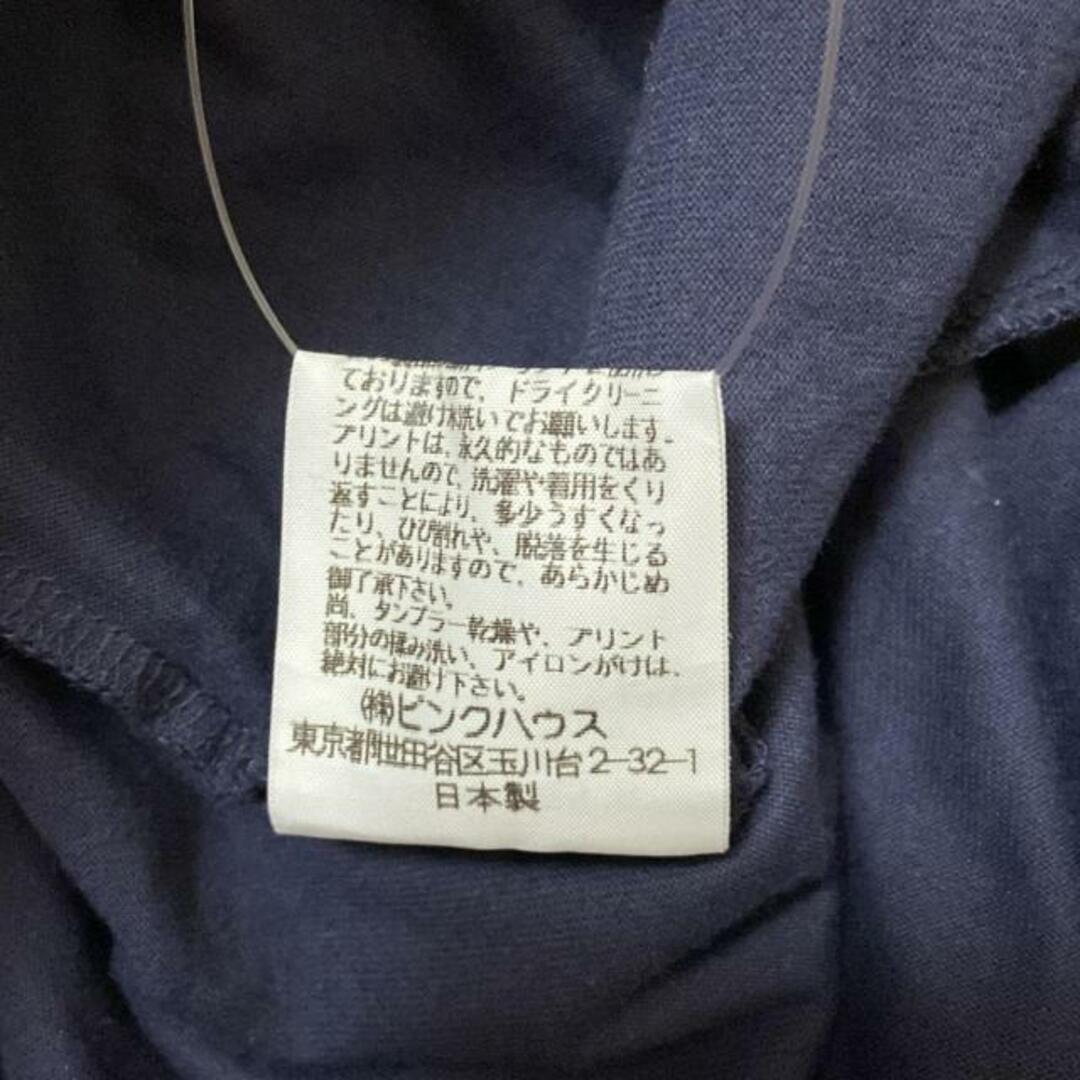 ておりますので、ドライクリーニ
ングは避け水洗いでお願いします。
プリントは、永久的なものではあ
りませんので、洗濯や着用をくり
返すことにより、多少うすくなっ
たり、ひび割れや、脱落を生じる
ことがありますので、あらかじめ
御了承下さい。
尚、タンブラー乾燥や、プリント
部分の揉み洗い、アイロンがけは、
絶対にお避け下さい。
㈱ピンクハウス
東京都世田谷区玉川台2-32-1
日本製